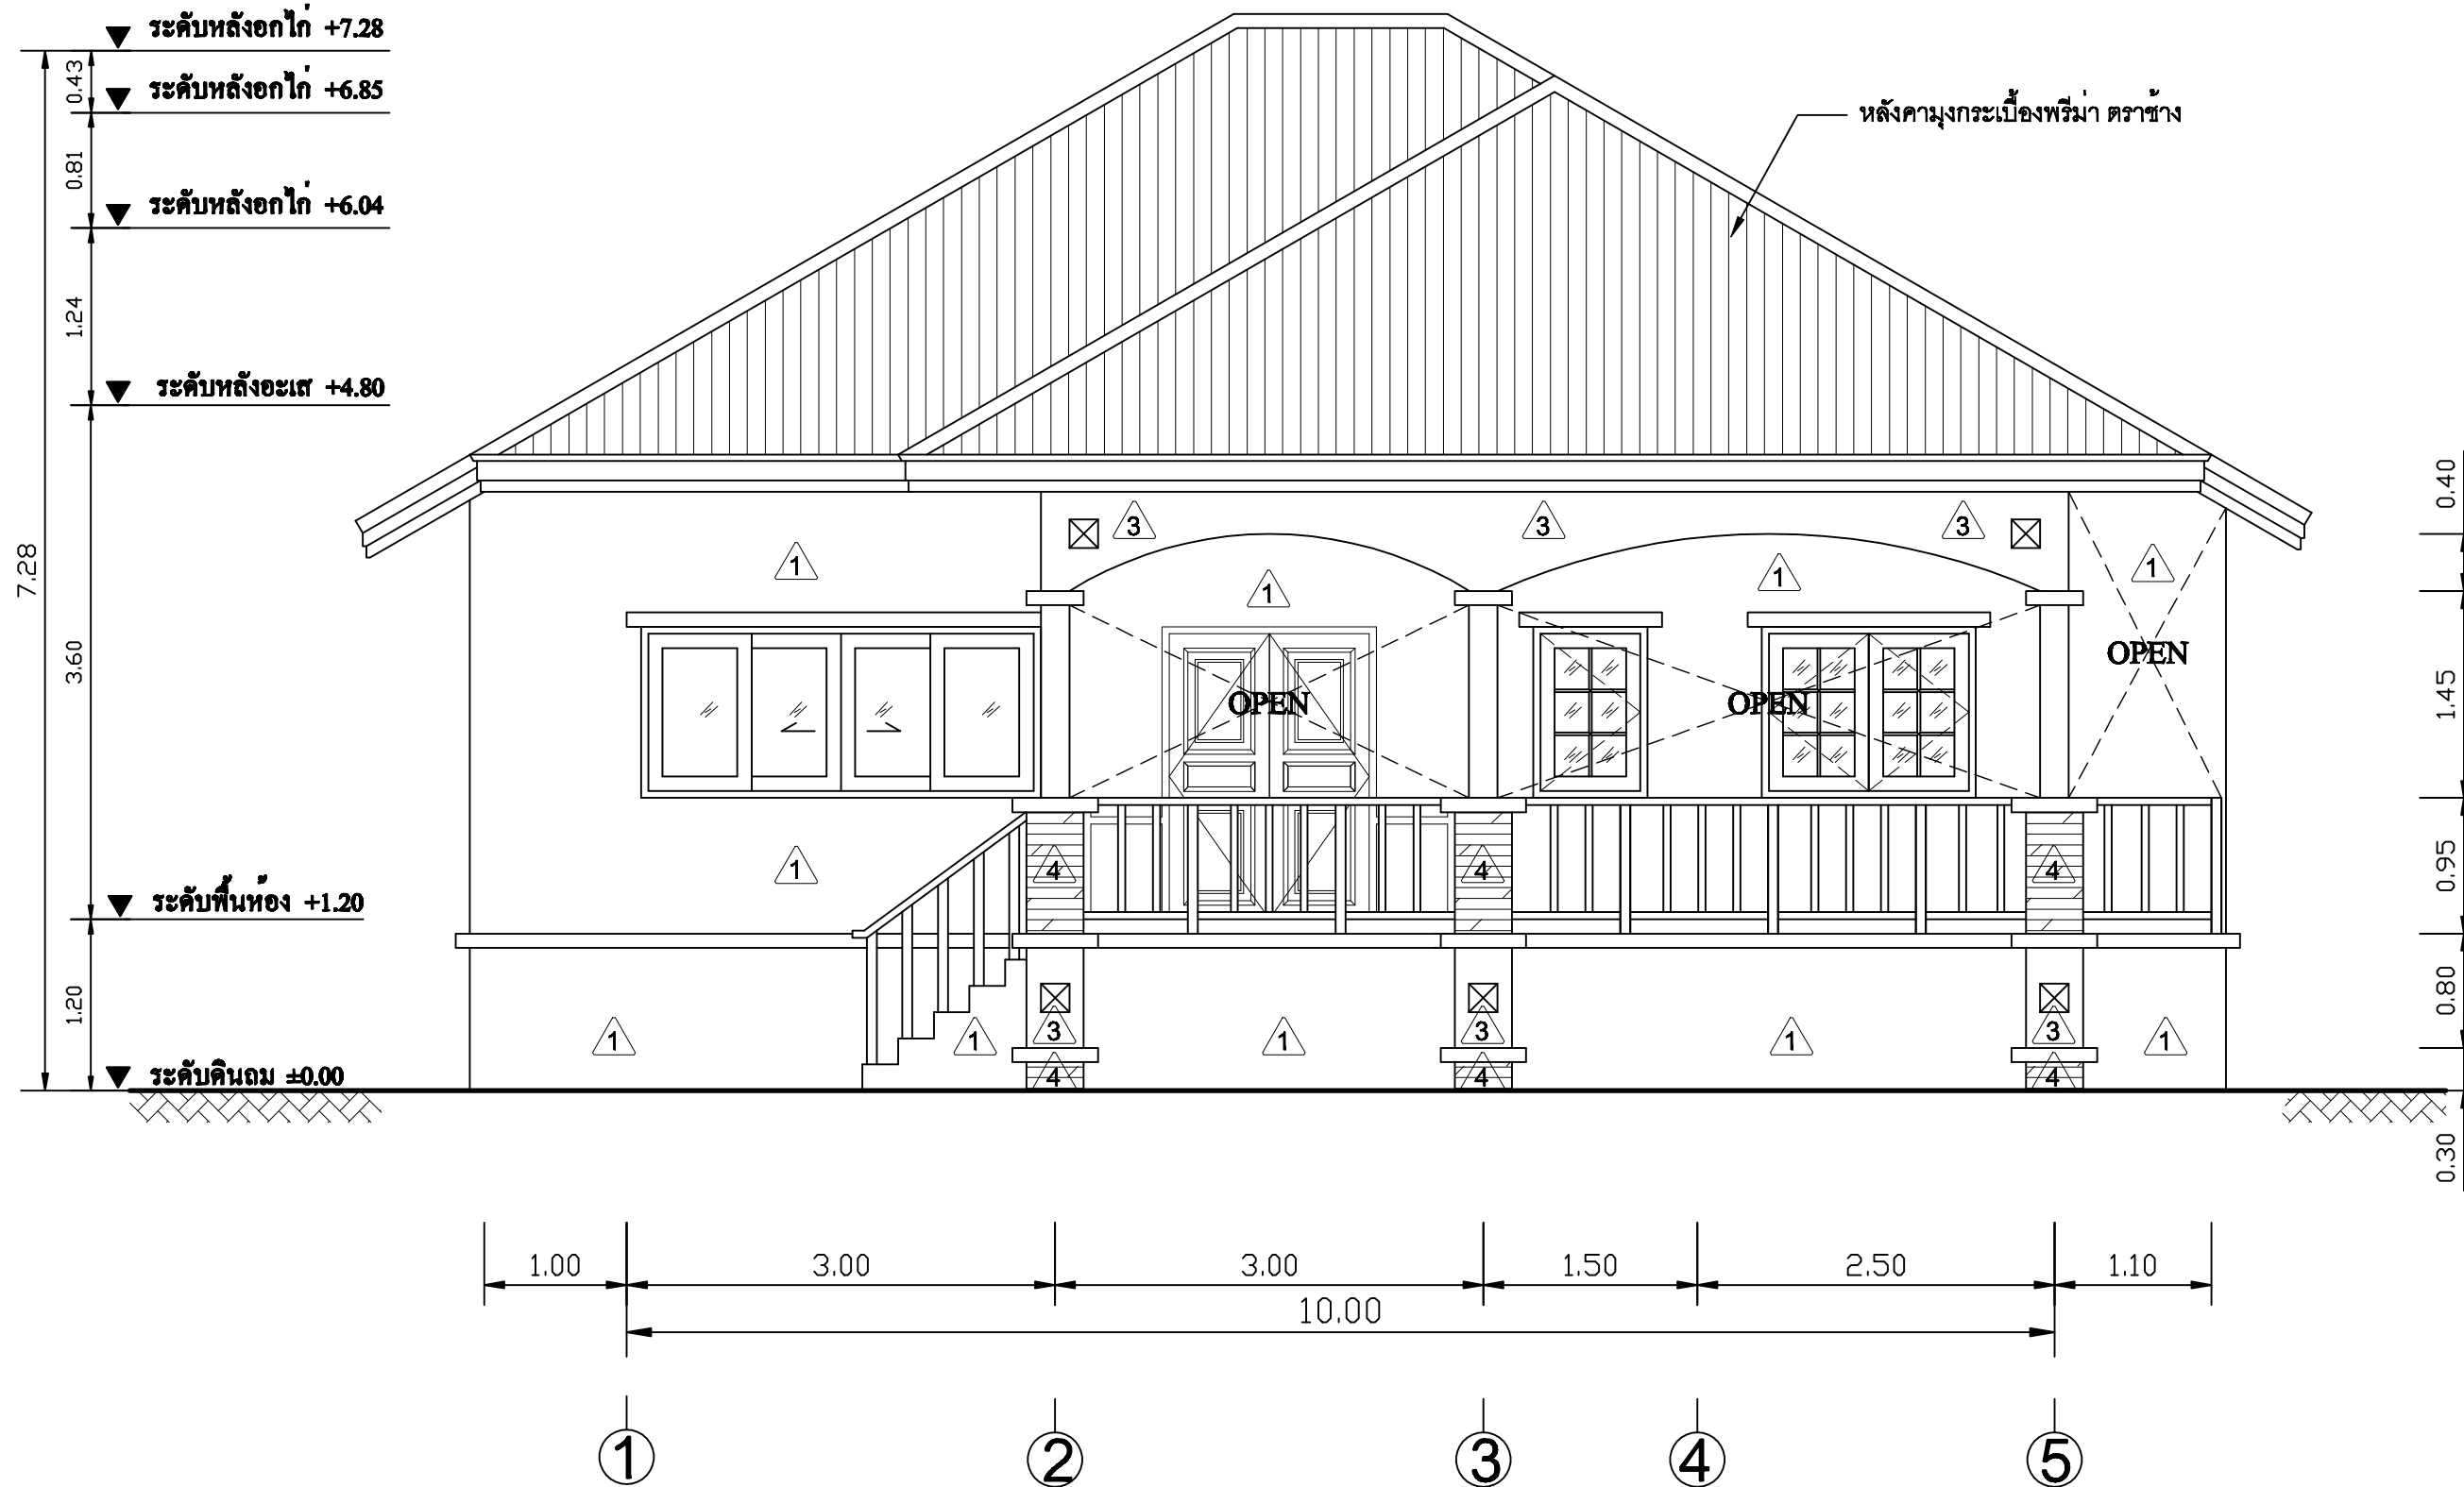 ระดับหลังอกไก่ +7.28
0.43
ระดับหลังอกไก่ +6.85
หลังคามุงกระเบื้องพรีม่า ตราช้าง
0.81
ระดับหลังอกไก่ +6.04
1.24
ระดับหลังอะเส +4.80
0.40
3 3 3
1 1 1 1
7.28
3.60
OPEN
OPEN OPEN
1.45
1 4 4 4
0.95
ระดับพื้นห้อง +1.20
1.20
0.80
3 3 3
1 1 1 1 1
ระดับดินถม ±0.00
4 4 4
0.30
1.00 3.00 3.00 1.50 2.50 1.10
10.00
1 2 3 4 5